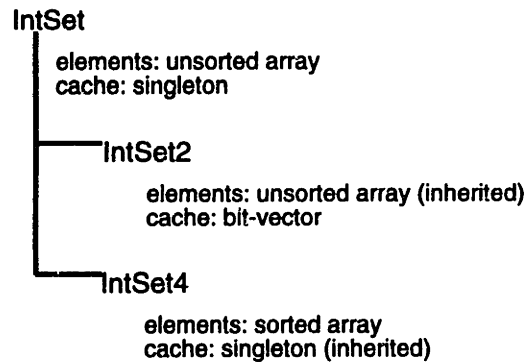 IntSet
elements: unsorted array
cache: singleton
IntSet2
elements: unsorted array (inherited)
cache: bit-vector
IntSet4
elements: sorted array
cache: singleton (inherited)